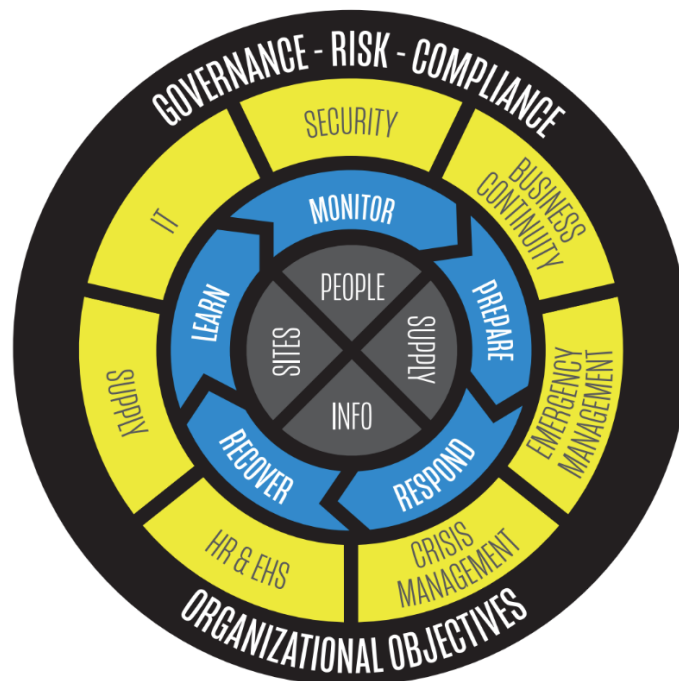 GOVERNANCE - RISK - COMPLIANCE
SECURITY
BUSINESS
CONTINUITY
EMERGENCY
MANAGEMENT
CRISIS
MANAGEMENT
HR & EHS
SUPPLY
IT
MONITOR
PREPARE
RESPOND
RECOVER
LEARN
PEOPLE
SUPPLY
INFO
SITES
ORGANIZATIONAL OBJECTIVES